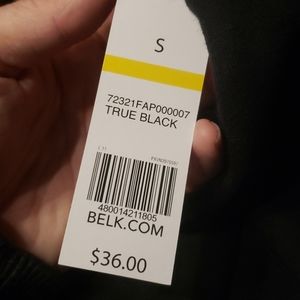 S
72321FAP000007
TRUE BLACK
480014211805
BELK.COM
$36.00